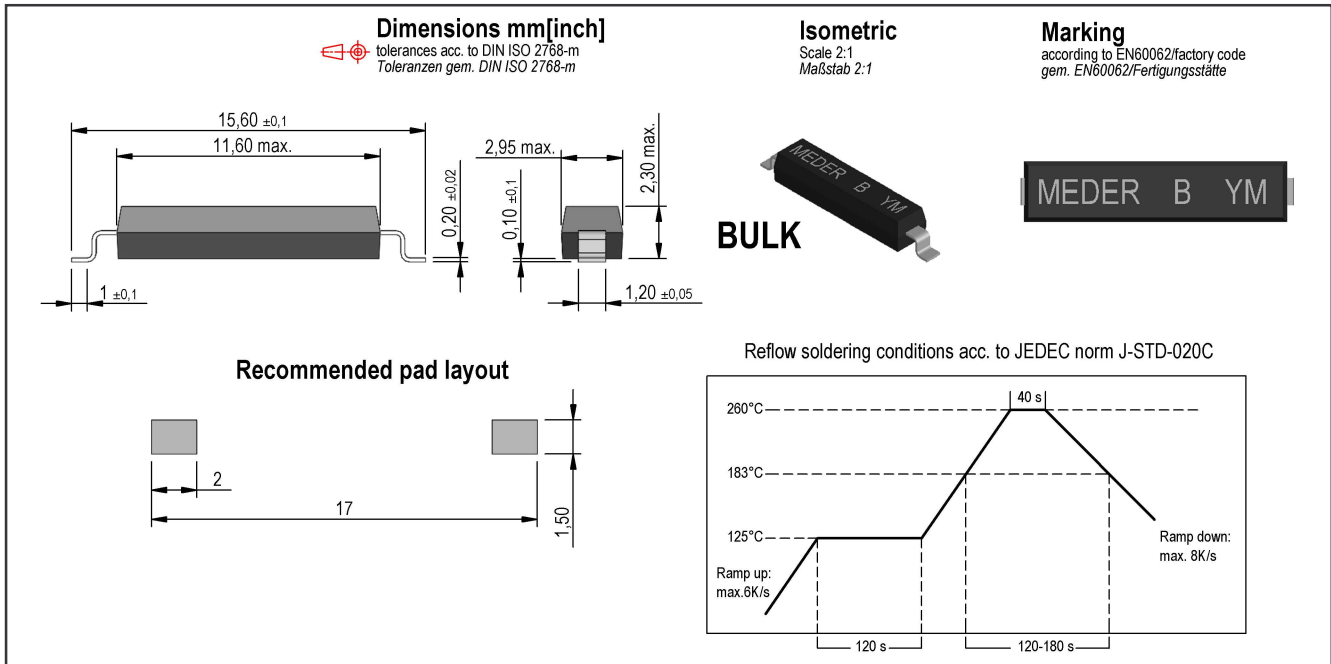 Dimensions mm[inch]
tolerances acc. to DIN ISO 2768-m
Toleranzen gem. DIN ISO 2768-m
Isometric
Scale 2:1
Maßstab 2:1
Marking
according to EN60062/factory code
gem. EN60062/Fertigungsstätte
15,60 ±0,1
11,60 max.
0,20 ±0,02
1 ±0,1
2,95 max.
2,30 max.
0,10 ±0,1
1,20 ±0,05
MEDER B YM
BULK
MEDER B YM
Recommended pad layout
2
17
1,50
Reflow soldering conditions acc. to JEDEC norm J-STD-020C
40 s
260°C
183°C
125°C
Ramp up:
max.6K/s
Ramp down:
max. 8K/s
120 s
120-180 s